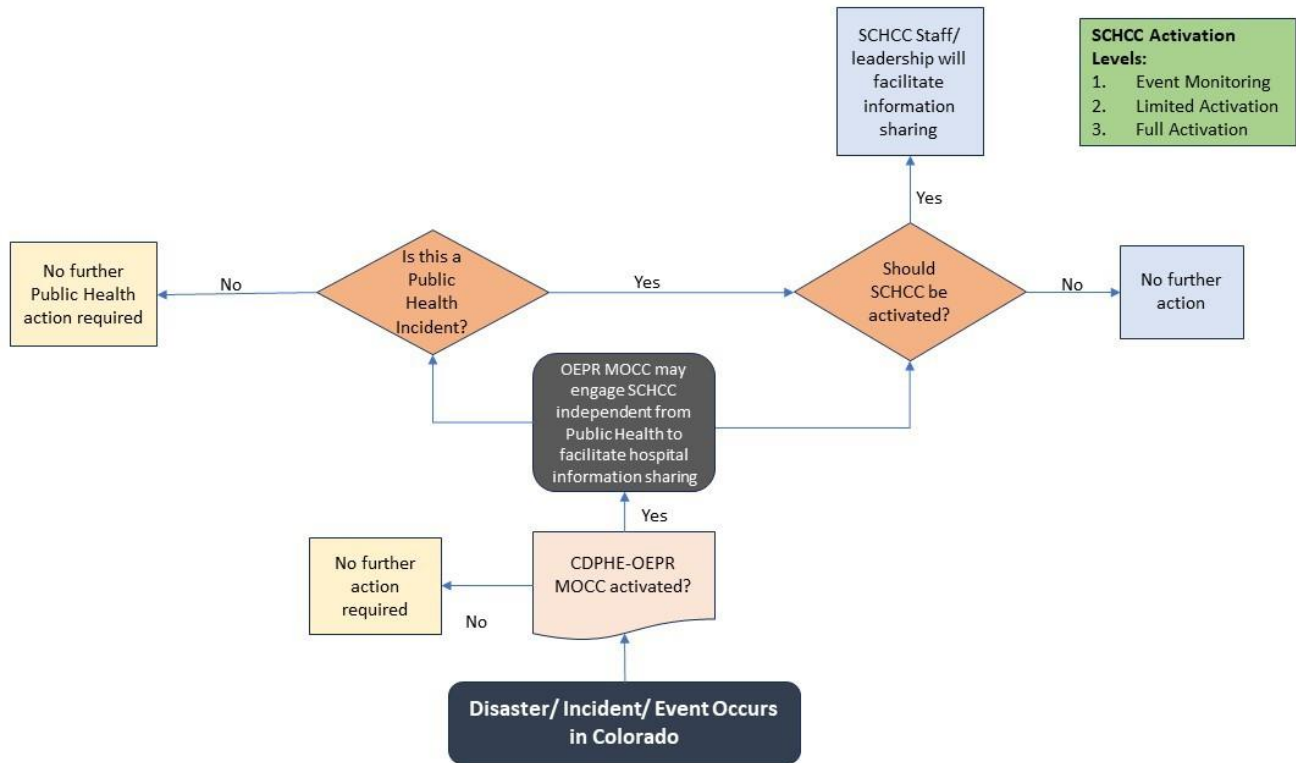 SCHCC Staff/
leadership will
facilitate
information
sharing
SCHCC Activation
Levels:
1. Event Monitoring
2. Limited Activation
3. Full Activation
Yes
No further
Public Health
action required
No
Is this a
Public
Health
Incident?
Yes
Should
SCHCC be
activated?
No
No further
action
OEPR MOCC may
engage SCHCC
independent from
Public Health to
facilitate hospital
information sharing
Yes
No further
action
required
No
CDPHE-OEPR
MOCC activated?
Disaster/ Incident/ Event Occurs
in Colorado